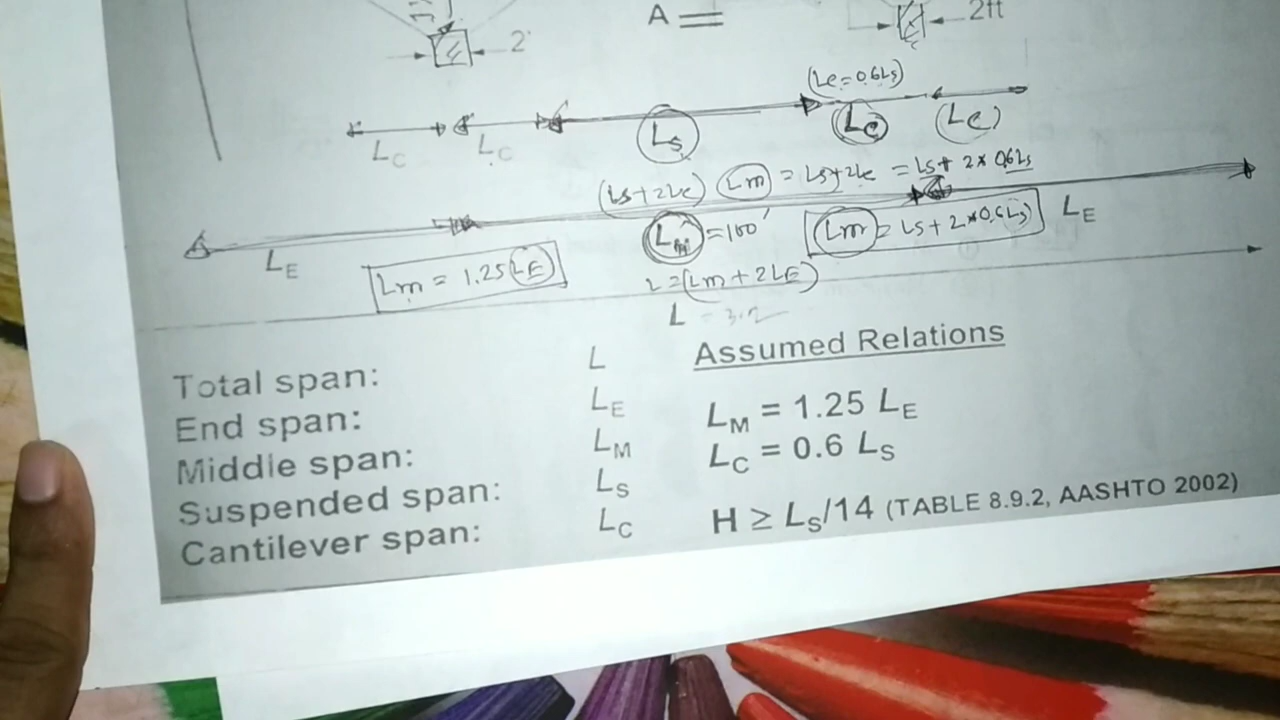 2'
A
2ft
(Lc=0.6Ls)
LC
LC
Ls
Lc
(Lc)
(Ls+2Lc) Lm = Ls+2Lc = Ls+ 2×0.6Ls
LE
Lm = 1.25 LE
Lm = 100'
Lm = Ls+2×0.6Ls
LE
L = (Lm+2LE)
L
Total span: L
Assumed Relations
End span: LE
LM = 1.25 LE
Middle span: LM
LC = 0.6 LS
Suspended span: LS
H ≥ LS/14 (TABLE 8.9.2, AASHTO 2002)
Cantilever span: LC